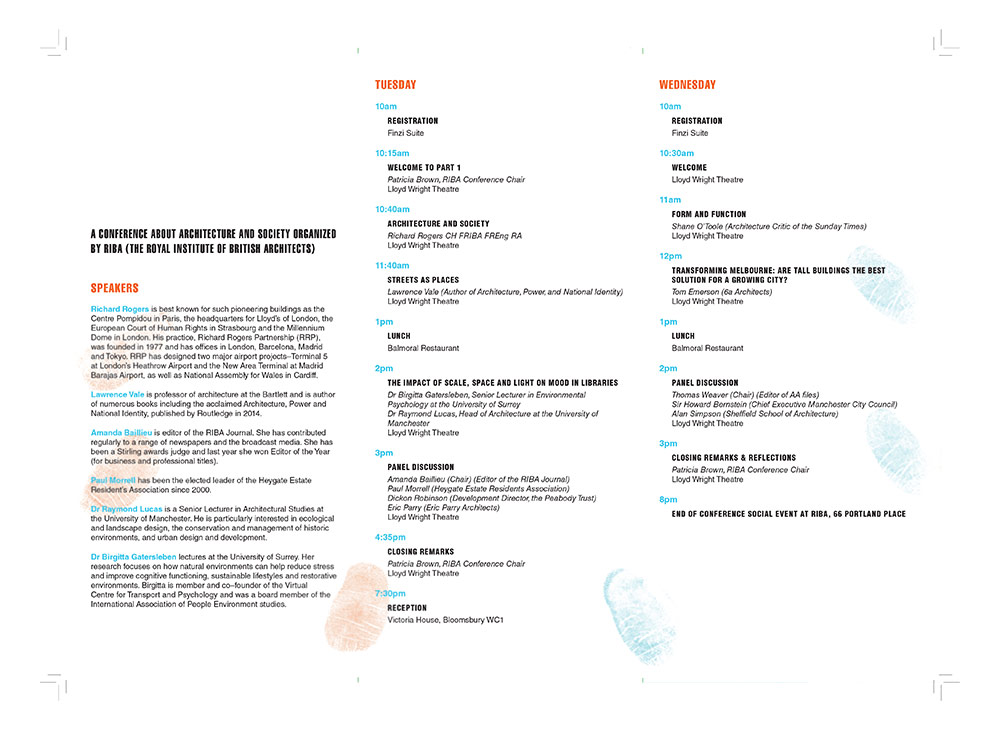 A CONFERENCE ABOUT ARCHITECTURE AND SOCIETY ORGANIZED
BY RIBA (THE ROYAL INSTITUTE OF BRITISH ARCHITECTS)
SPEAKERS
Richard Rogers is best known for such pioneering buildings as the
Centre Pompidou in Paris, the headquarters for Lloyd's of London, the
European Court of Human Rights in Strasbourg and the Millennium
Dome in London. His practice, Richard Rogers Partnership (RRP),
was founded in 1977 and has offices in London, Barcelona, Madrid
and Tokyo. RRP has designed two major airport projects–Terminal 5
at London's Heathrow Airport and the New Area Terminal at Madrid
Barajas Airport, as well as National Assembly for Wales in Cardiff.
Lawrence Vale is professor of architecture at the Bartlett and is author
of numerous books including the acclaimed Architecture, Power and
National Identity, published by Routledge in 2014.
Amanda Baillieu is editor of the RIBA Journal. She has contributed
regularly to a range of newspapers and the broadcast media. She has
been a Stirling awards judge and last year she won Editor of the Year
(for business and professional titles).
Paul Morrell has been the elected leader of the Heygate Estate
Resident's Association since 2000.
Dr Raymond Lucas is a Senior Lecturer in Architectural Studies at
the University of Manchester. He is particularly interested in ecological
and landscape design, the conservation and management of historic
environments, and urban design and development.
Dr Birgitta Gatersleben lectures at the University of Surrey. Her
research focuses on how natural environments can help reduce stress
and improve cognitive functioning, sustainable lifestyles and restorative
environments. Birgitta is member and co–founder of the Virtual
Centre for Transport and Psychology and was a board member of the
International Association of People Environment studies.
TUESDAY
10am
REGISTRATION
Finzi Suite
10:15am
WELCOME TO PART 1
Patricia Brown, RIBA Conference Chair
Lloyd Wright Theatre
10:40am
ARCHITECTURE AND SOCIETY
Richard Rogers CH FRIBA FREng RA
Lloyd Wright Theatre
11:40am
STREETS AS PLACES
Lawrence Vale (Author of Architecture, Power, and National Identity)
Lloyd Wright Theatre
1pm
LUNCH
Balmoral Restaurant
2pm
THE IMPACT OF SCALE, SPACE AND LIGHT ON MOOD IN LIBRARIES
Dr Birgitta Gatersleben, Senior Lecturer in Environmental
Psychology at the University of Surrey
Dr Raymond Lucas, Head of Architecture at the University of
Manchester
Lloyd Wright Theatre
3pm
PANEL DISCUSSION
Amanda Baillieu (Chair) (Editor of the RIBA Journal)
Paul Morrell (Heygate Estate Residents Association)
Dickon Robinson (Development Director, the Peabody Trust)
Eric Parry (Eric Parry Architects)
Lloyd Wright Theatre
4:35pm
CLOSING REMARKS
Patricia Brown, RIBA Conference Chair
Lloyd Wright Theatre
7:30pm
RECEPTION
Victoria House, Bloomsbury WC1
WEDNESDAY
10am
REGISTRATION
Finzi Suite
10:30am
WELCOME
Lloyd Wright Theatre
11am
FORM AND FUNCTION
Shane O'Toole (Architecture Critic of the Sunday Times)
Lloyd Wright Theatre
12pm
TRANSFORMING MELBOURNE: ARE TALL BUILDINGS THE BEST
SOLUTION FOR A GROWING CITY?
Tom Emerson (6a Architects)
Lloyd Wright Theatre
1pm
LUNCH
Balmoral Restaurant
2pm
PANEL DISCUSSION
Thomas Weaver (Chair) (Editor of AA files)
Sir Howard Bernstein (Chief Executive Manchester City Council)
Alan Simpson (Sheffield School of Architecture)
Lloyd Wright Theatre
3pm
CLOSING REMARKS & REFLECTIONS
Patricia Brown, RIBA Conference Chair
Lloyd Wright Theatre
8pm
END OF CONFERENCE SOCIAL EVENT AT RIBA, 66 PORTLAND PLACE